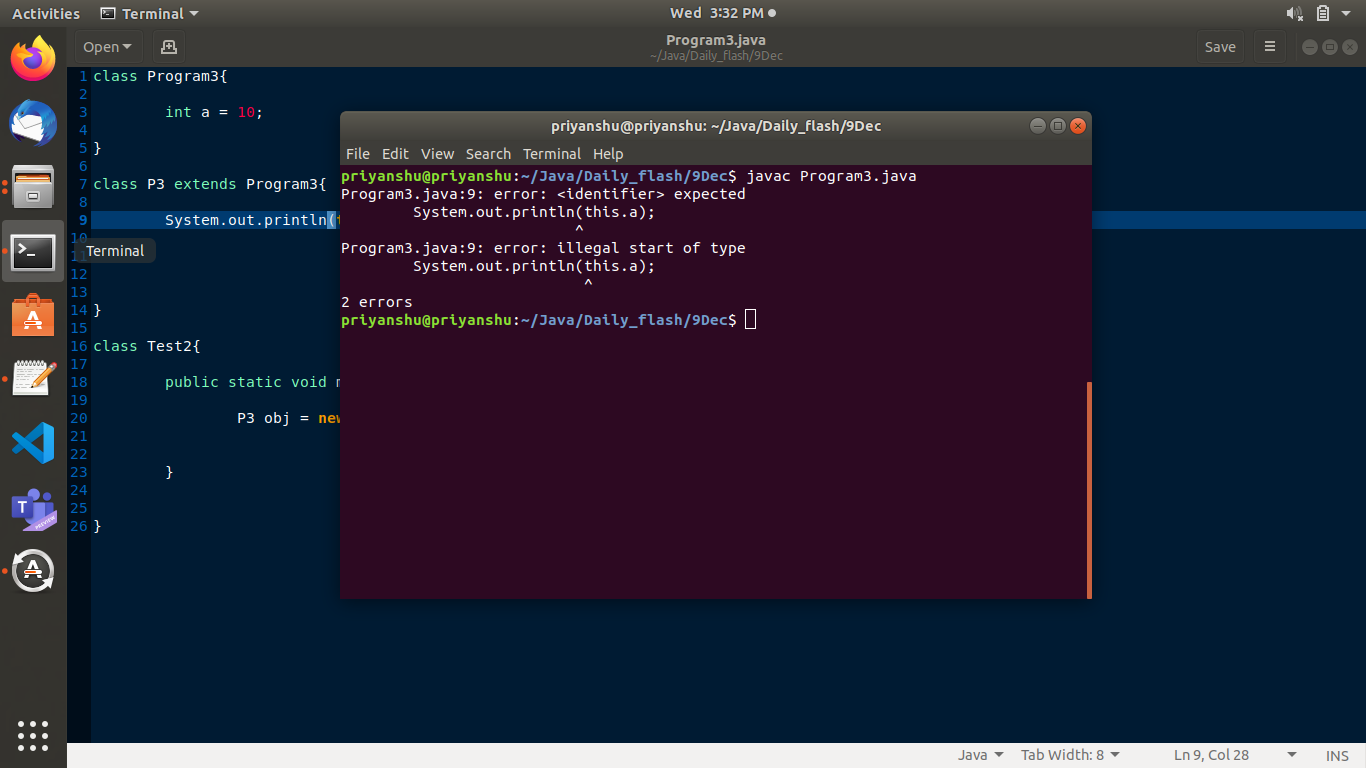 Activities Terminal Wed 3:32 PM
Open Program3.java Save
~/Java/Daily_flash/9Dec
1 class Program3{
2
3 int a = 10;
4
5 }
6
7 class P3 extends Program3{
8
9 System.out.println(
10
11
12
13
14 }
15
16 class Test2{
17
18 public static void
19
20 P3 obj = new
21
22
23 }
24
25
26 }
Terminal
priyanshu@priyanshu: ~/Java/Daily_flash/9Dec
File Edit View Search Terminal Help
priyanshu@priyanshu:~/Java/Daily_flash/9Dec$ javac Program3.java
Program3.java:9: error: <identifier> expected
System.out.println(this.a);
^
Program3.java:9: error: illegal start of type
System.out.println(this.a);
^
2 errors
priyanshu@priyanshu:~/Java/Daily_flash/9Dec$
PREVIEW
Java Tab Width: 8 Ln 9, Col 28 INS